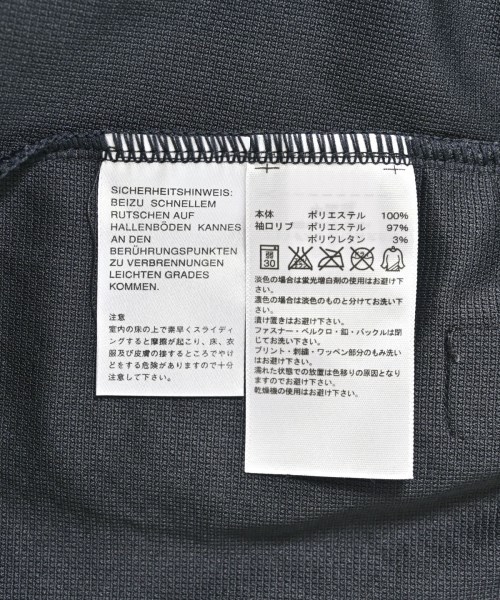 SICHERHEITSHINWEIS:
BEIZU SCHNELLEM
RUTSCHEN AUF
HALLENBÖDEN KANNES
AN DEN
BERÜHRUNGSPUNKTEN
ZU VERBRENNUNGEN
LEICHTEN GRADES
KOMMEN.
注意
室内の床の上で素早くスライディ
ングすると摩擦が起こり、床、衣
服及び皮膚の接するところでやけ
どをする危険がありますので十分
注意して下さい。
本体 ポリエステル 100%
袖口リブ ポリエステル 97%
ポリウレタン 3%
30
淡色の場合は蛍光増白剤の使用はお避け下
さい。
濃色の場合は淡色のものと分けてお洗い下
さい。
漬け置きはお避け下さい。
ファスナー・ベルクロ・釦・バックルは閉
じてお洗い下さい。
プリント・刺繍・ワッペン部分のもみ洗い
はお避け下さい。
濡れた状態での放置は色移りの原因となり
ますのでお避け下さい。
乾燥機の使用はお避け下さい。